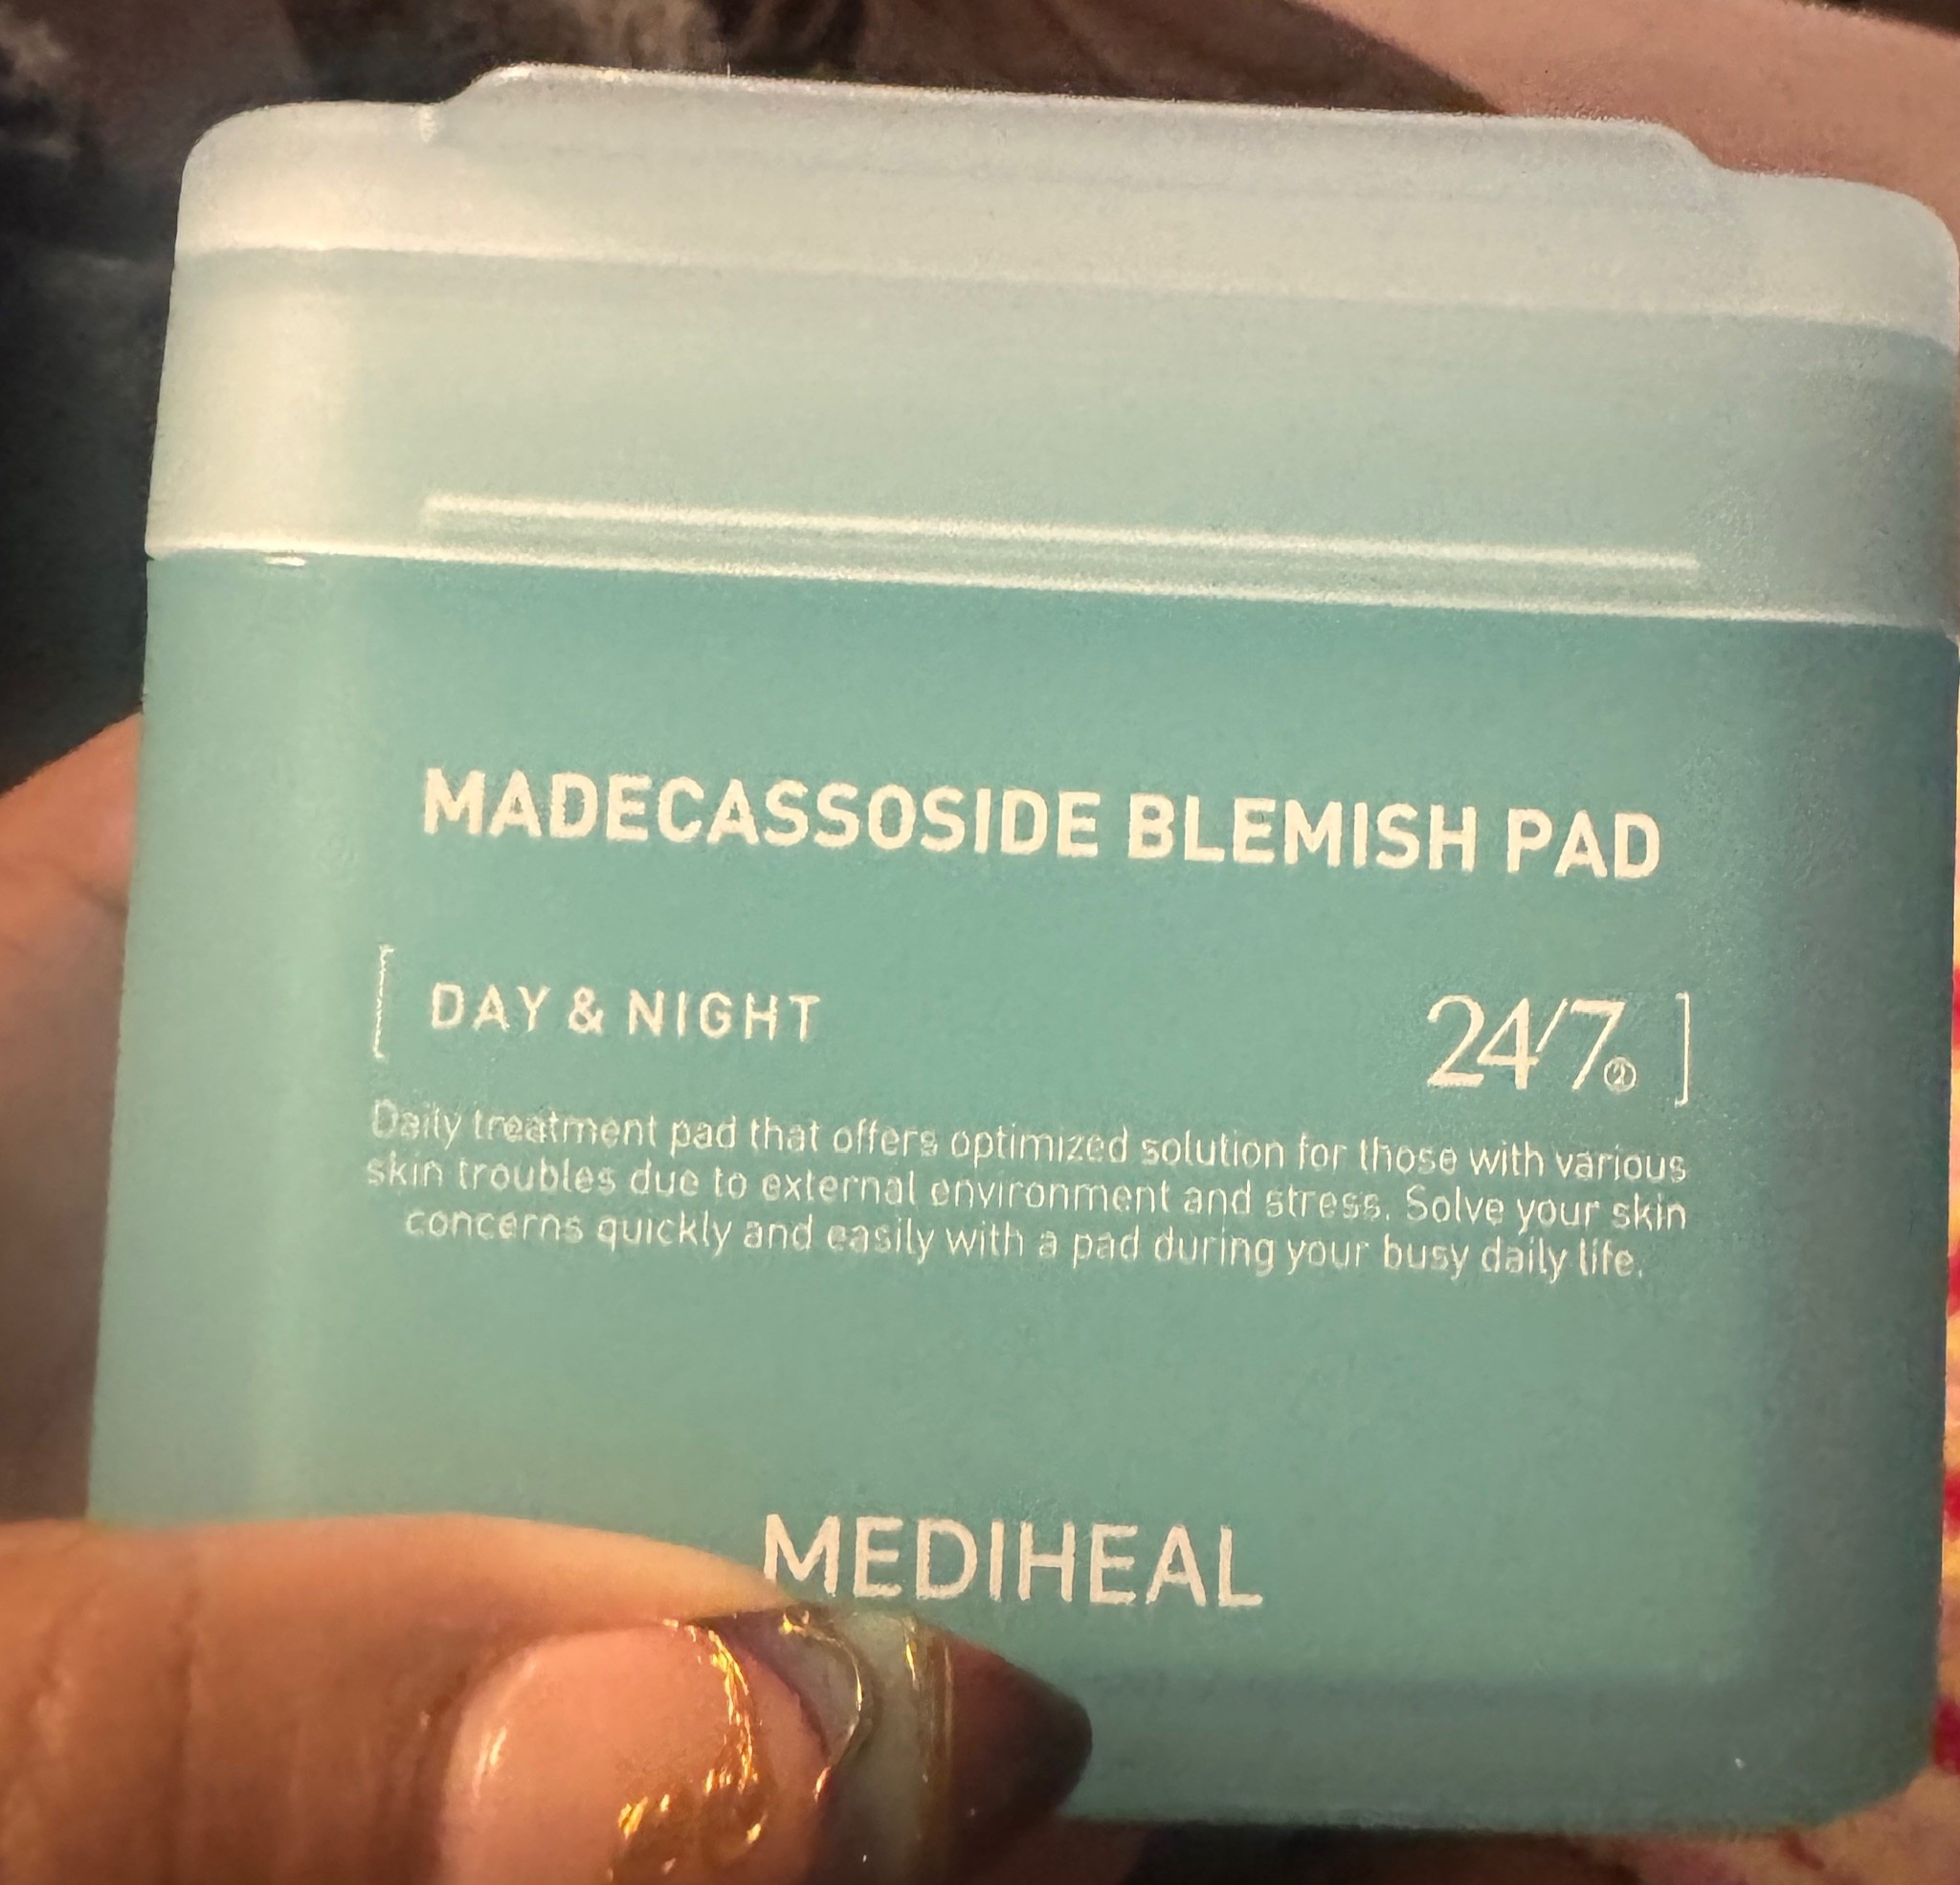 MADECASSOSIDE BLEMISH PAD
[ DAY & NIGHT 24/7 ]
Daily treatment pad that offers optimized solution for those with various
skin troubles due to external environment and stress. Solve your skin
concerns quickly and easily with a pad during your busy daily life.
MEDIHEAL